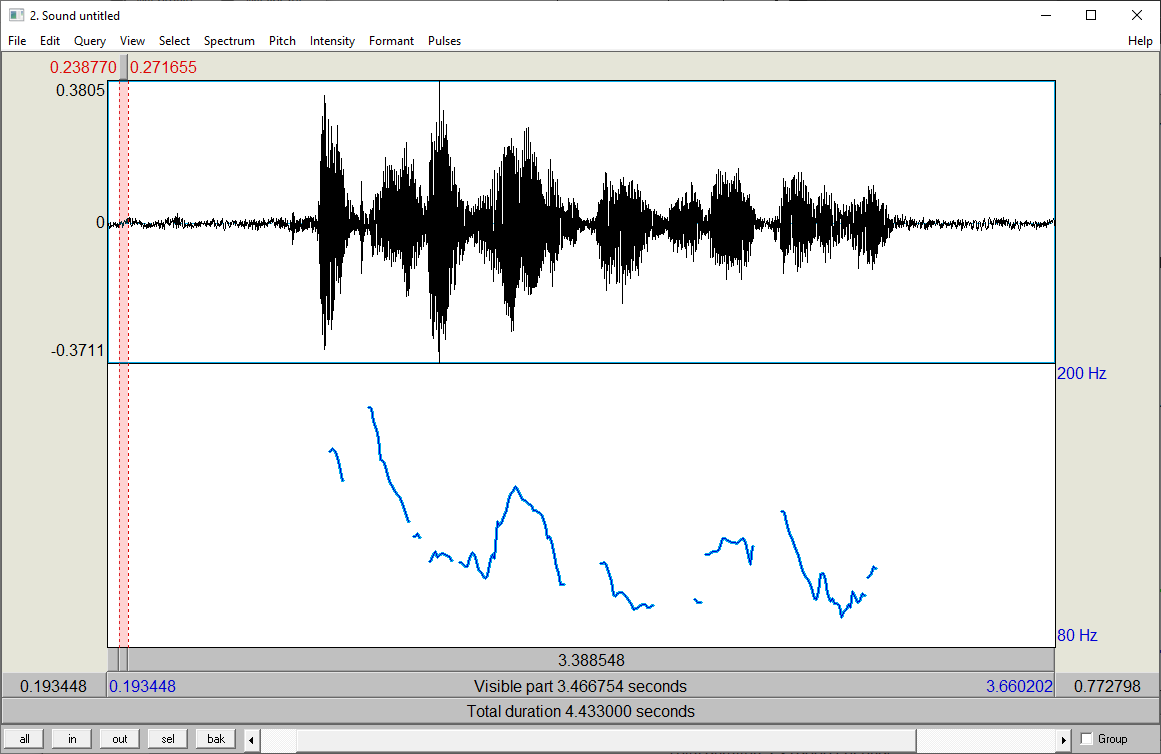 2. Sound untitled
File Edit Query View Select Spectrum Pitch Intensity Formant Pulses Help
0.238770 0.271655
0.3805
0
-0.3711
200 Hz
80 Hz
3.388548
0.193448 0.193448 Visible part 3.466754 seconds 3.660202 0.772798
Total duration 4.433000 seconds
all in out sel bak Group